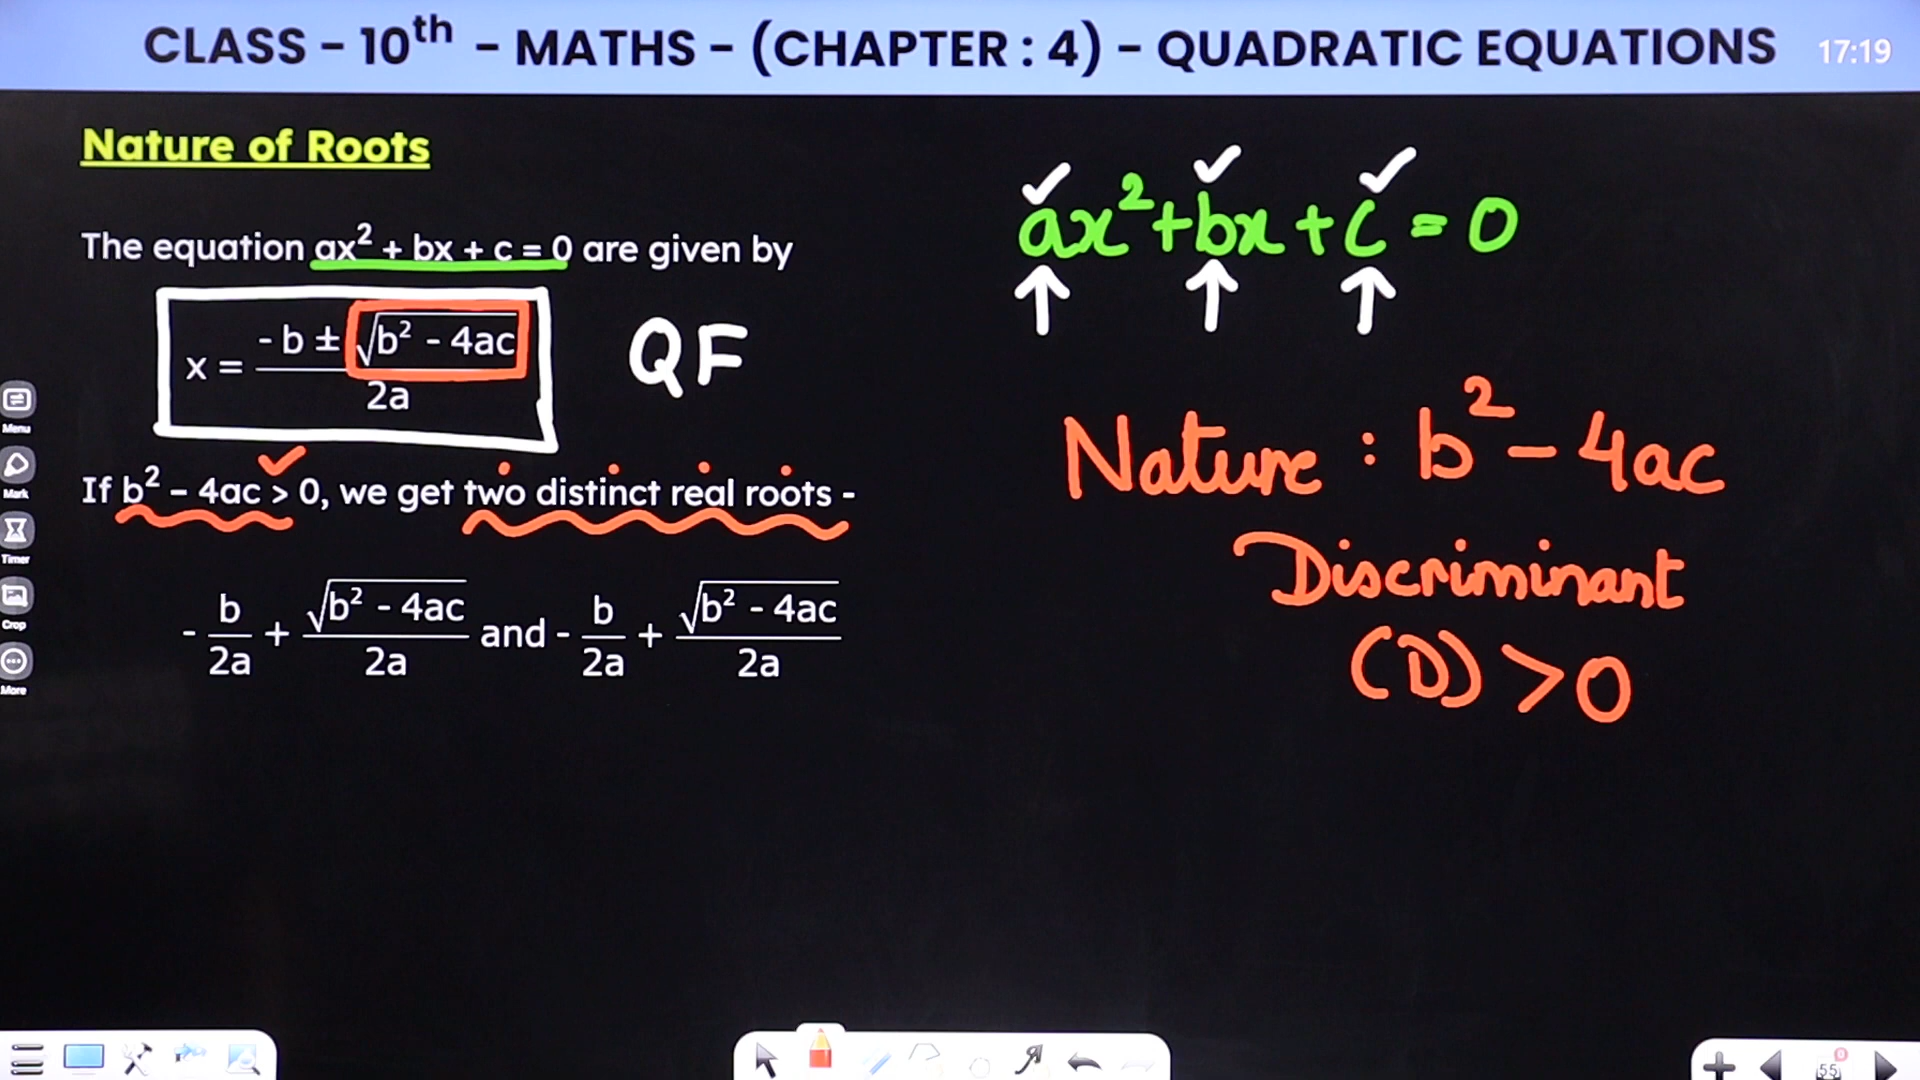 CLASS – 10th – MATHS – (CHAPTER : 4) – QUADRATIC EQUATIONS 17:19
Nature of Roots
The equation ax² + bx + c = 0 are given by
x = (- b ± √(b² - 4ac)) / 2a
QF
If b² – 4ac > 0, we get two distinct real roots -
- b/2a + √(b² - 4ac)/2a and - b/2a + √(b² - 4ac)/2a
ax² + bx + c = 0
Nature : b² – 4ac
Discriminant
(D) > 0
Menu
Mark
Timer
Crop
More
55